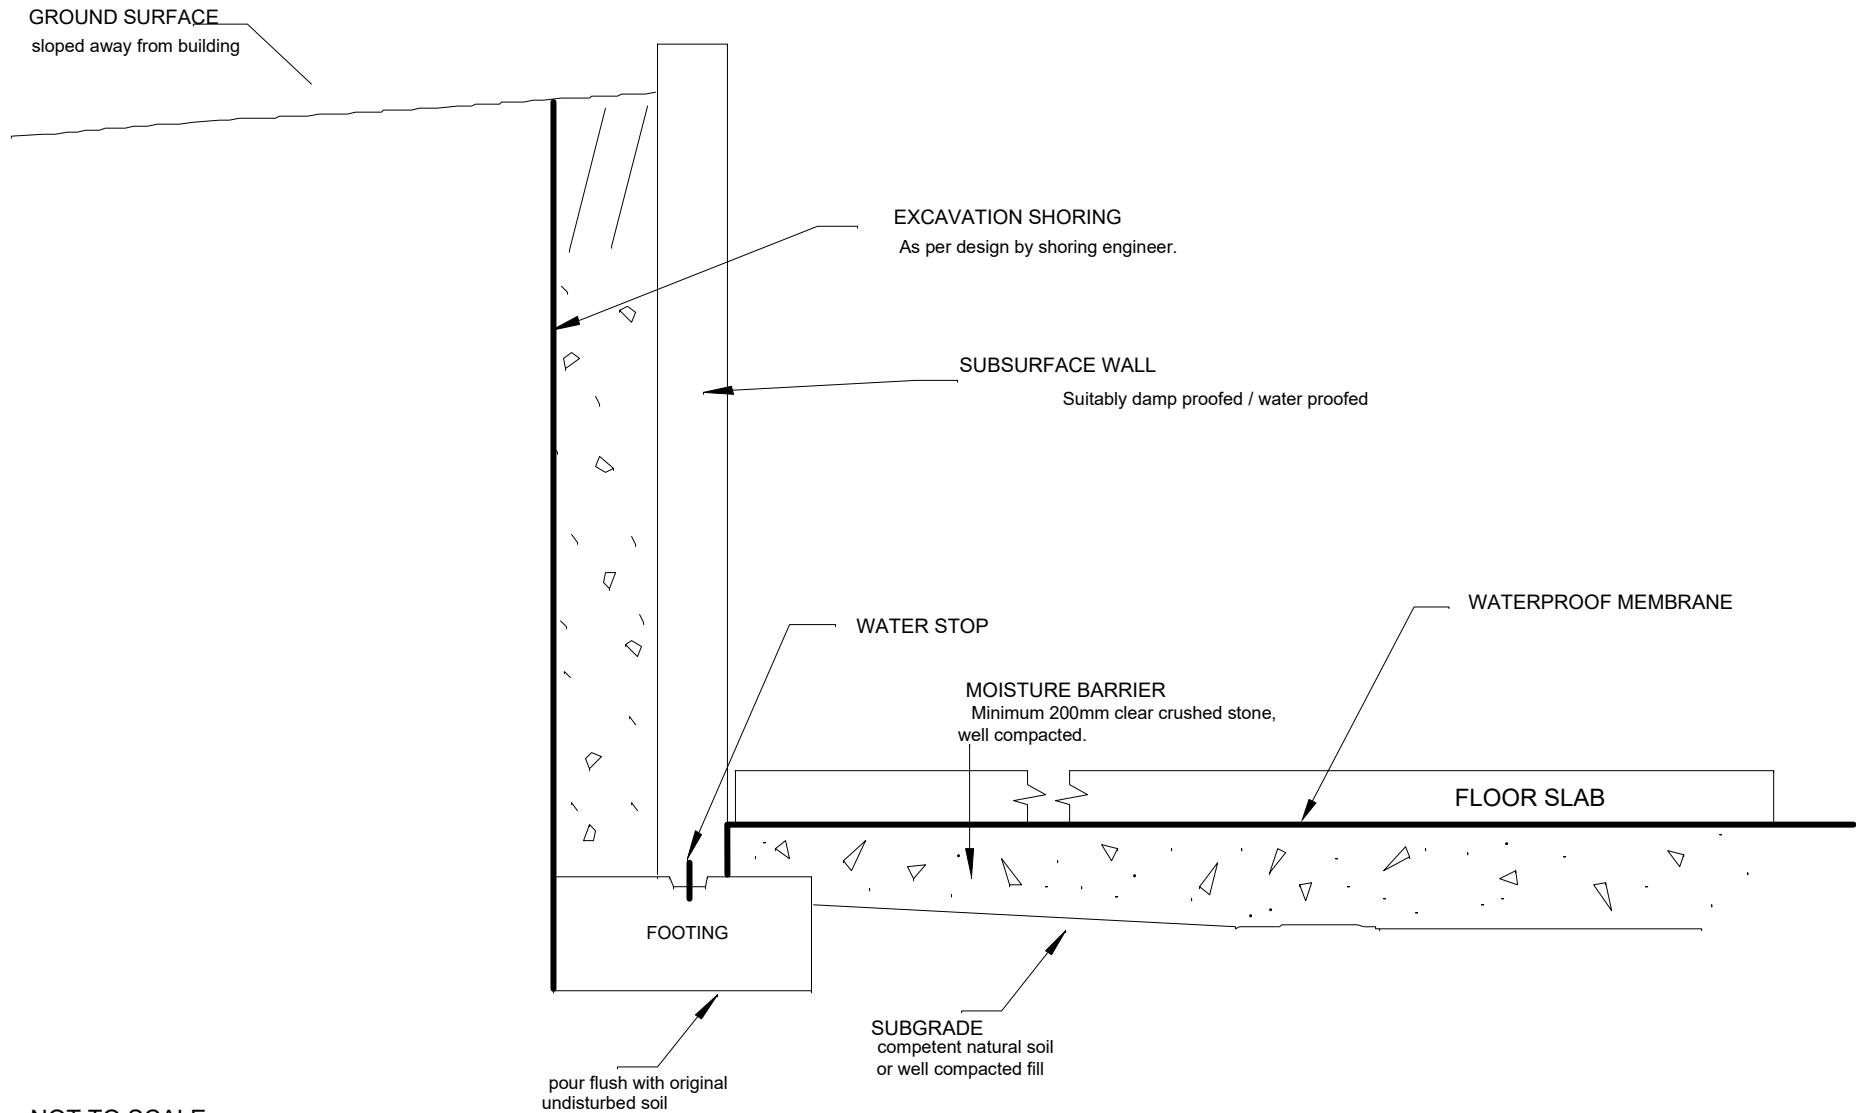 GROUND SURFACE
sloped away from building
EXCAVATION SHORING
As per design by shoring engineer.
SUBSURFACE WALL
Suitably damp proofed / water proofed
WATERPROOF MEMBRANE
WATER STOP
MOISTURE BARRIER
Minimum 200mm clear crushed stone,
well compacted.
FLOOR SLAB
FOOTING
SUBGRADE
competent natural soil
or well compacted fill
pour flush with original
undisturbed soil
NOT TO SCALE